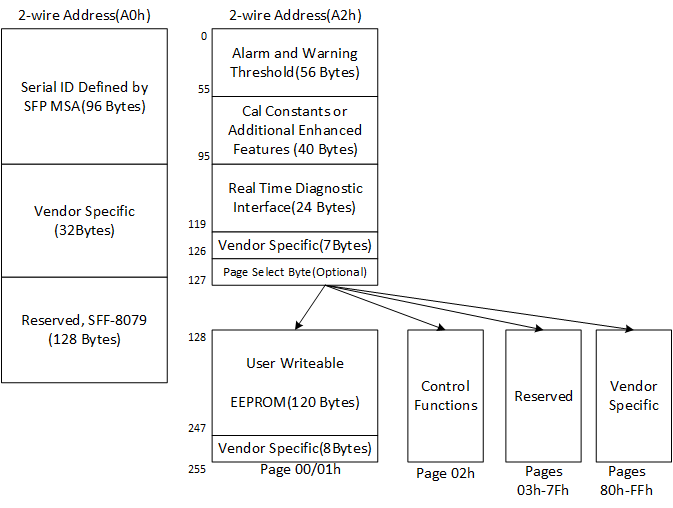 2-wire Address(A0h)
Serial ID Defined by
SFP MSA(96 Bytes)
Vendor Specific
(32Bytes)
Reserved, SFF-8079
(128 Bytes)
2-wire Address(A2h)
0
Alarm and Warning
Threshold(56 Bytes)
55
Cal Constants or
Additional Enhanced
Features (40 Bytes)
95
Real Time Diagnostic
Interface(24 Bytes)
119
Vendor Specific(7Bytes)
126
Page Select Byte(Optional)
127
128
User Writeable
EEPROM(120 Bytes)
247
Vendor Specific(8Bytes)
255
Page 00/01h
Control
Functions
Page 02h
Reserved
Pages
03h-7Fh
Vendor
Specific
Pages
80h-FFh